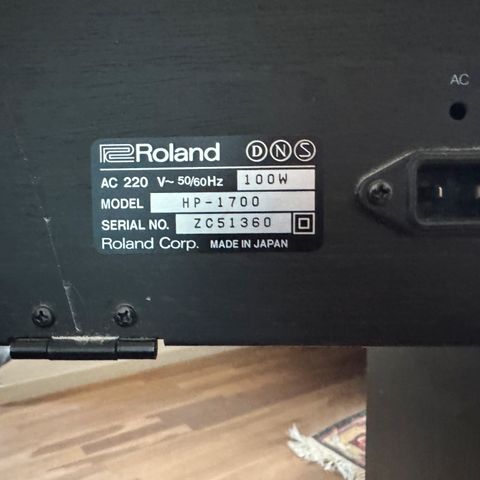 Roland D N S
AC 220 V~ 50/60Hz 100W
MODEL HP-1700
SERIAL NO. ZC51360
Roland Corp. MADE IN JAPAN
AC